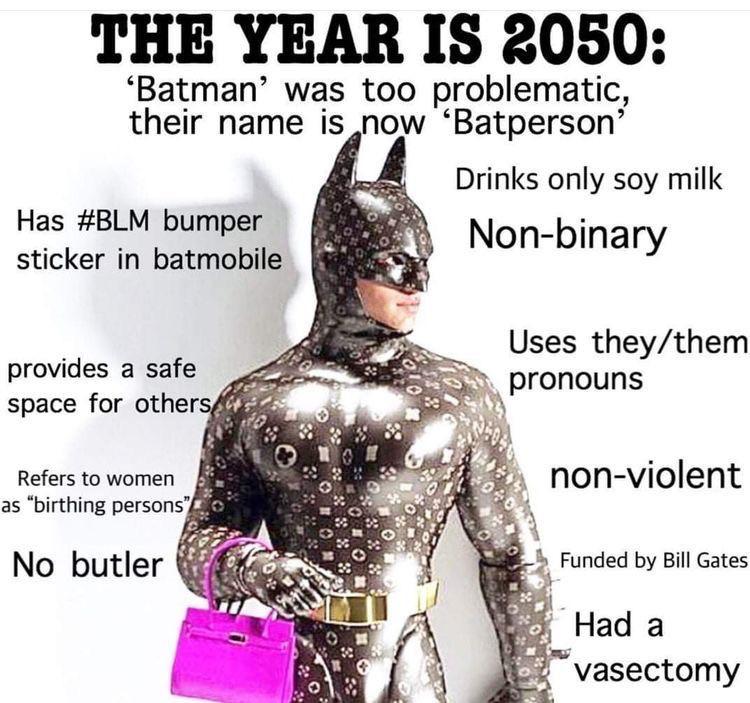 THE YEAR IS 2050:
‘Batman’ was too problematic,
their name is now ‘Batperson’
Drinks only soy milk
Has #BLM bumper
sticker in batmobile
Non-binary
Uses they/them
pronouns
provides a safe
space for others
Refers to women
as “birthing persons”
non-violent
No butler
Funded by Bill Gates
Had a
vasectomy